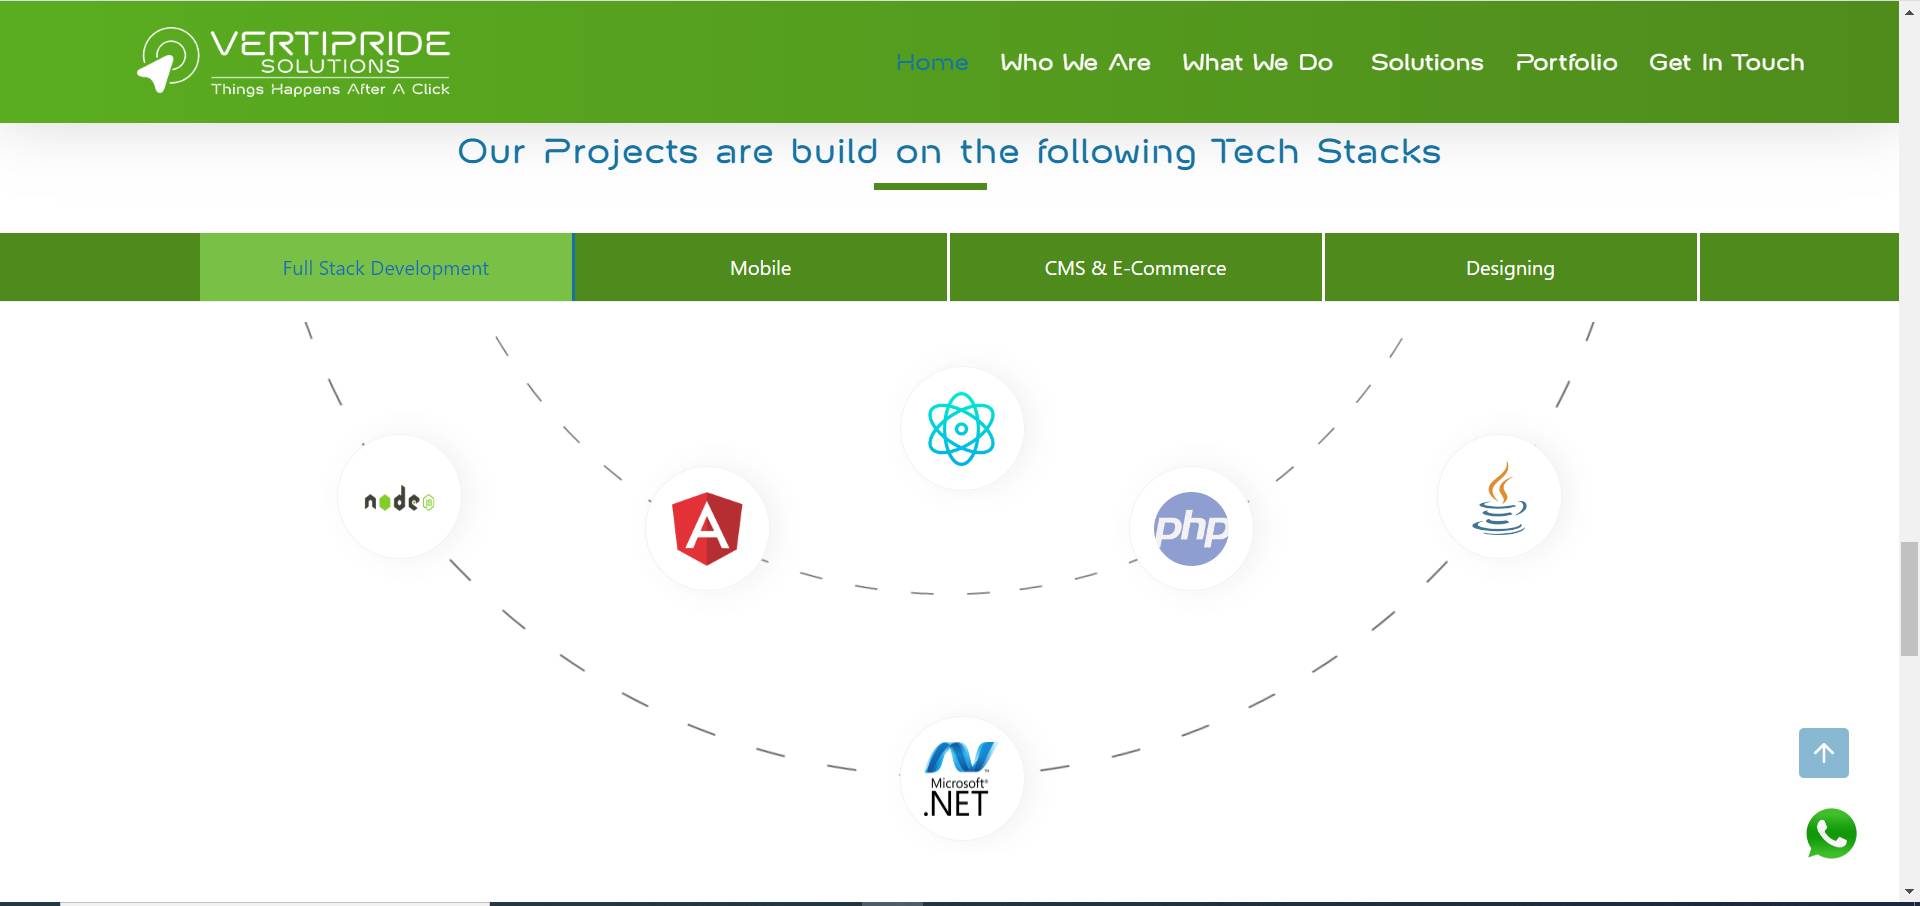 VERTIPRIDE
SOLUTIONS
Things Happens After A Click
Home Who We Are What We Do Solutions Portfolio Get In Touch
Our Projects are build on the following Tech Stacks
Full Stack Development Mobile CMS & E-Commerce Designing
node JS
A
php
Microsoft®
.NET